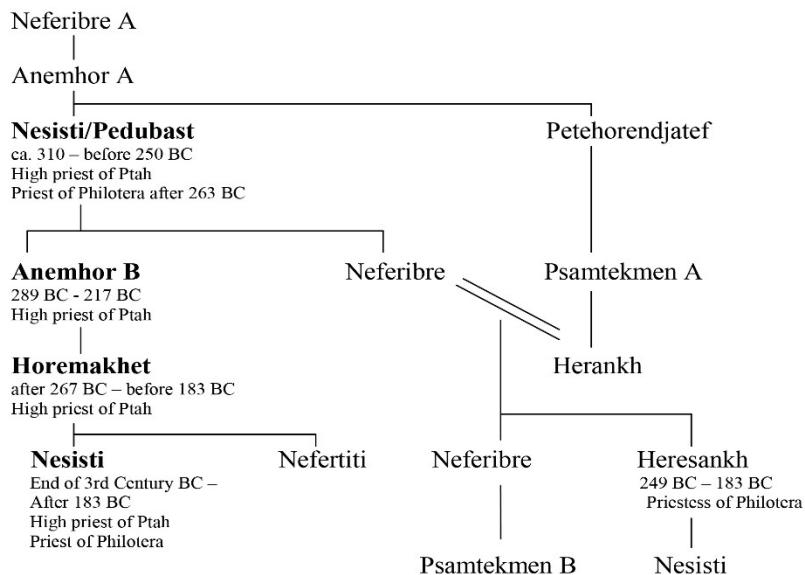 Neferibre A
Anemhor A
Nesisti/Pedubast
ca. 310 – before 250 BC
High priest of Ptah
Priest of Philotera after 263 BC
Petehorendjatef
Anemhor B
289 BC - 217 BC
High priest of Ptah
Neferibre
Psamtekmen A
Horemakhet
after 267 BC – before 183 BC
High priest of Ptah
Herankh
Nesisti
End of 3rd Century BC –
After 183 BC
High priest of Ptah
Priest of Philotera
Nefertiti
Neferibre
Heresankh
249 BC – 183 BC
Priestess of Philotera
Psamtekmen B
Nesisti